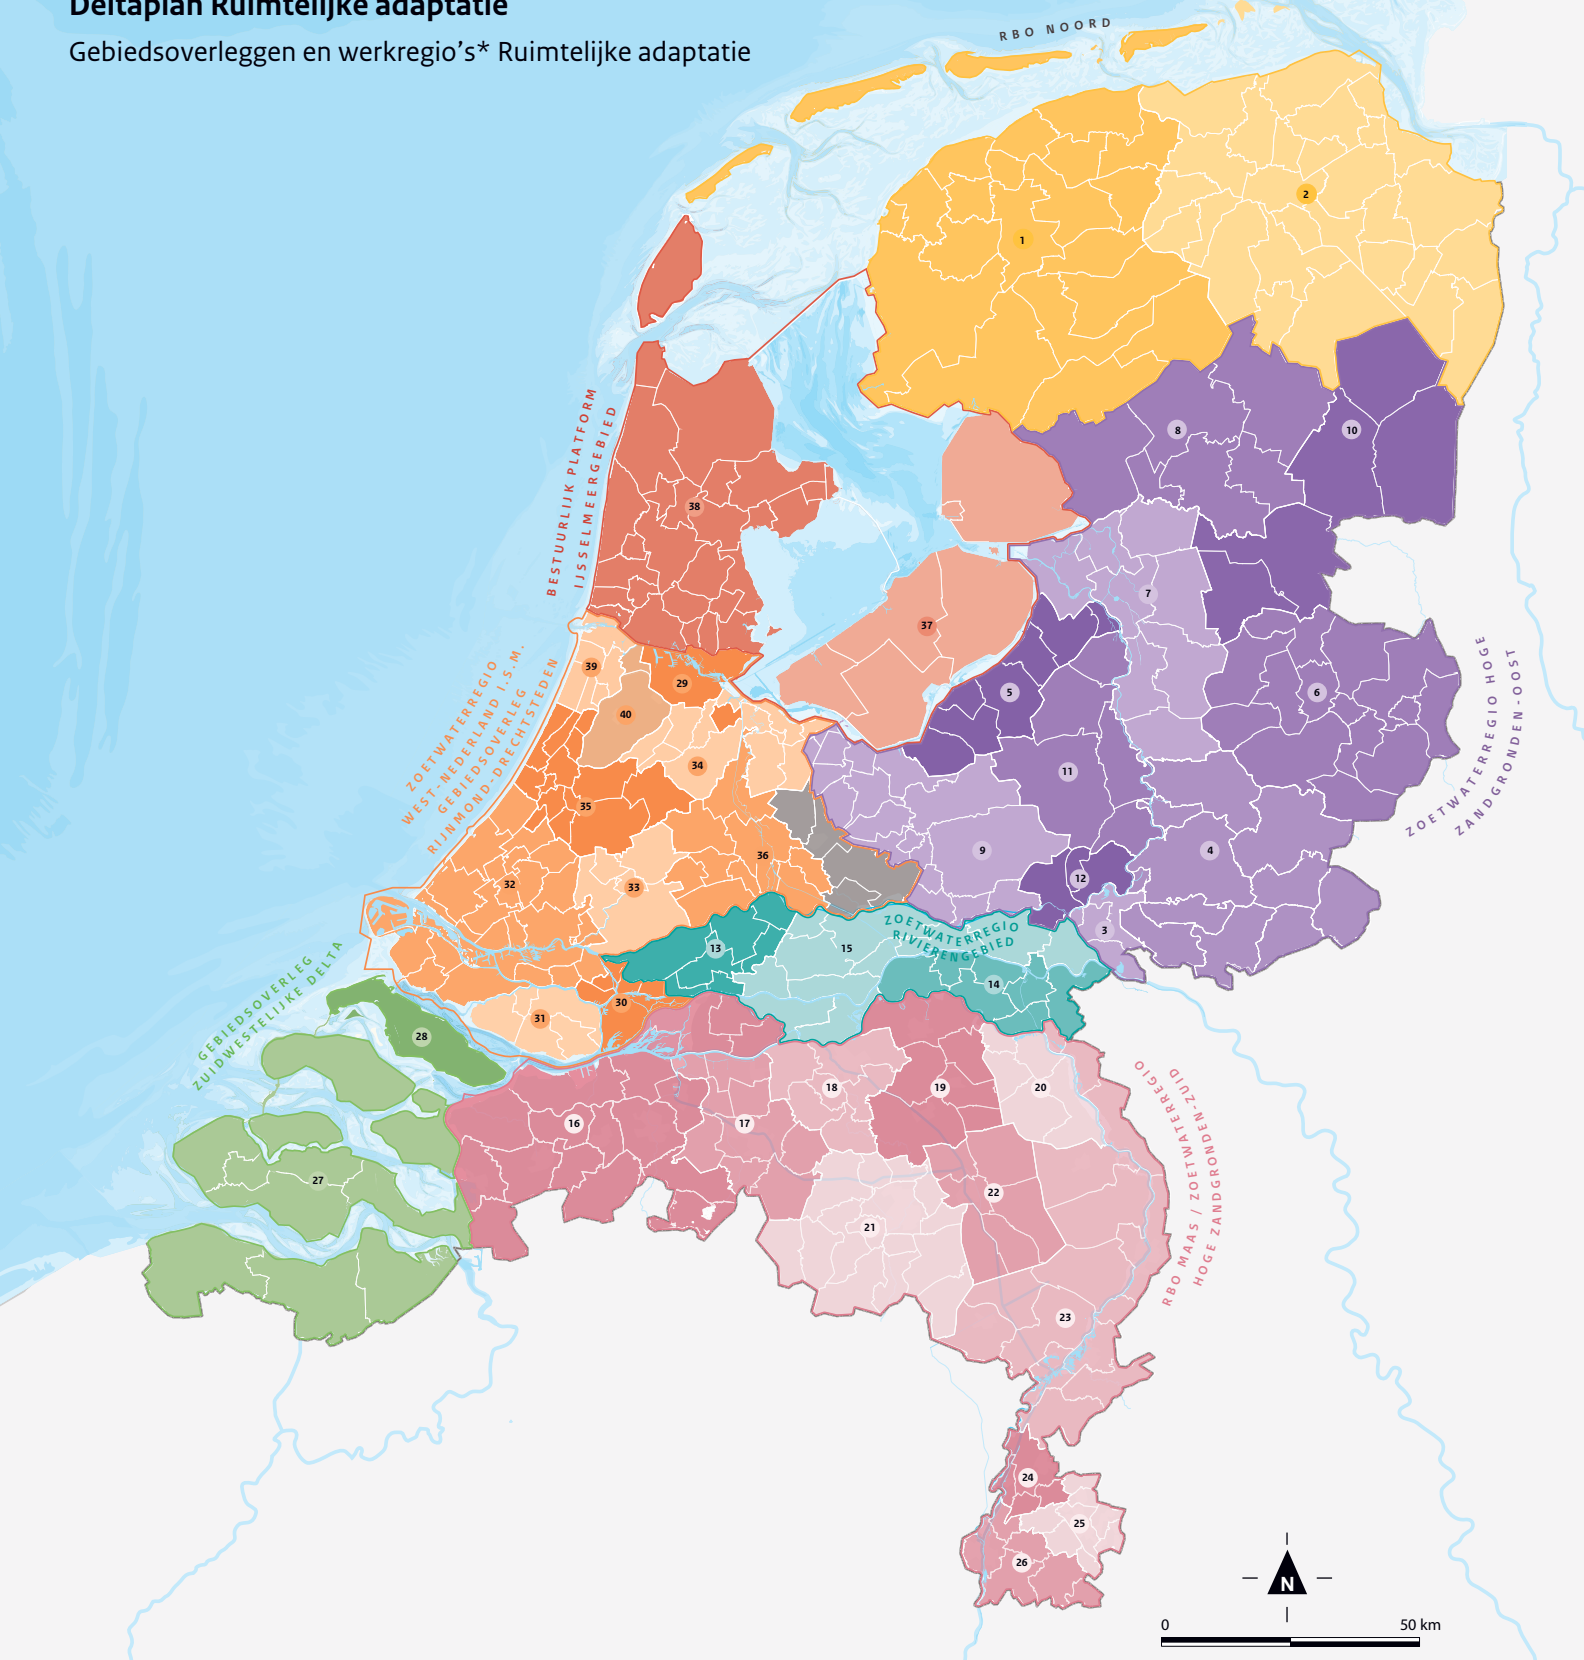 Deltaplan Ruimtelijke adaptatie
Gebiedsoverleggen en werkregio's* Ruimtelijke adaptatie
RBO NOORD
1
2
BESTUURLIJK PLATFORM
IJSSELMEERGEBIED
38
37
8
10
7
5
6
11
9
4
12
3
ZOETWATERREGIO HOGE
ZANDGRONDEN-OOST
ZOETWATERREGIO
WEST-NEDERLAND I.S.M.
GEBIEDSOVERLEG
RIJNMOND-DRECHTSTEDEN
39
29
40
34
35
36
32
33
30
31
ZOETWATERREGIO
RIVIERENGEBIED
13
15
14
GEBIEDSOVERLEG
ZUIDWESTELIJKE DELTA
28
27
16
17
18
19
20
21
22
23
24
25
26
RBO MAAS / ZOETWATERREGIO
HOGE ZANDGRONDEN-ZUID
N
0 50 km